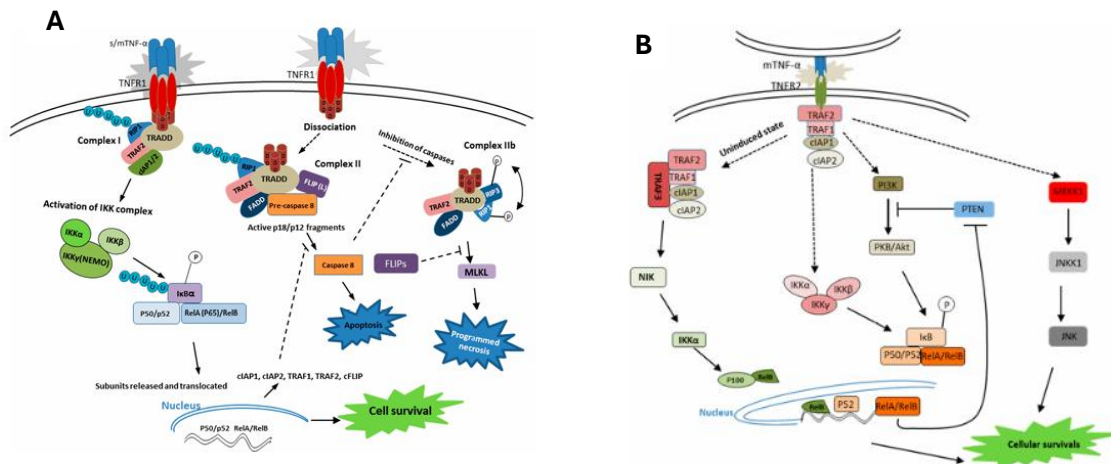 A
s/mTNF-α
TNFR1
U U U U U
RIP1
TRADD
TRAF2
cIAP1/2
Complex I
Activation of IKK complex
IKKα
IKKβ
IKKγ(NEMO)
P
U U U U U
IκBα
P50/p52
RelA (P65)/RelB
Subunits released and translocated
Nucleus
P50/p52 RelA/RelB
cIAP1, cIAP2, TRAF1, TRAF2, cFLIP
Cell survival
TNFR1
Dissociation
U U U U U
RIP1
Complex II
TRAF2
TRADD
FLIP(L)
FADD
Pre-caspase 8
Active p18/p12 fragments
Caspase 8
FLIPs
Apoptosis
Inhibition of caspases
Complex IIb
P
TRADD
RIP3
TRAF2
RIP1
P
FADD
MLKL
Programmed
necrosis
B
mTNF-α
TNFR2
TRAF2
TRAF1
cIAP1
cIAP2
Uninduced state
TRAF3
TRAF2
TRAF1
cIAP1
cIAP2
NIK
IKKα
P100
RelB
PI3K
PTEN
PKB/Akt
IKKα
IKKβ
IKKγ
P
IκB
P50/P52
RelA/RelB
MEKK1
JNKK1
JNK
Nucleus
RelB
P52
RelA/RelB
Cellular survivals